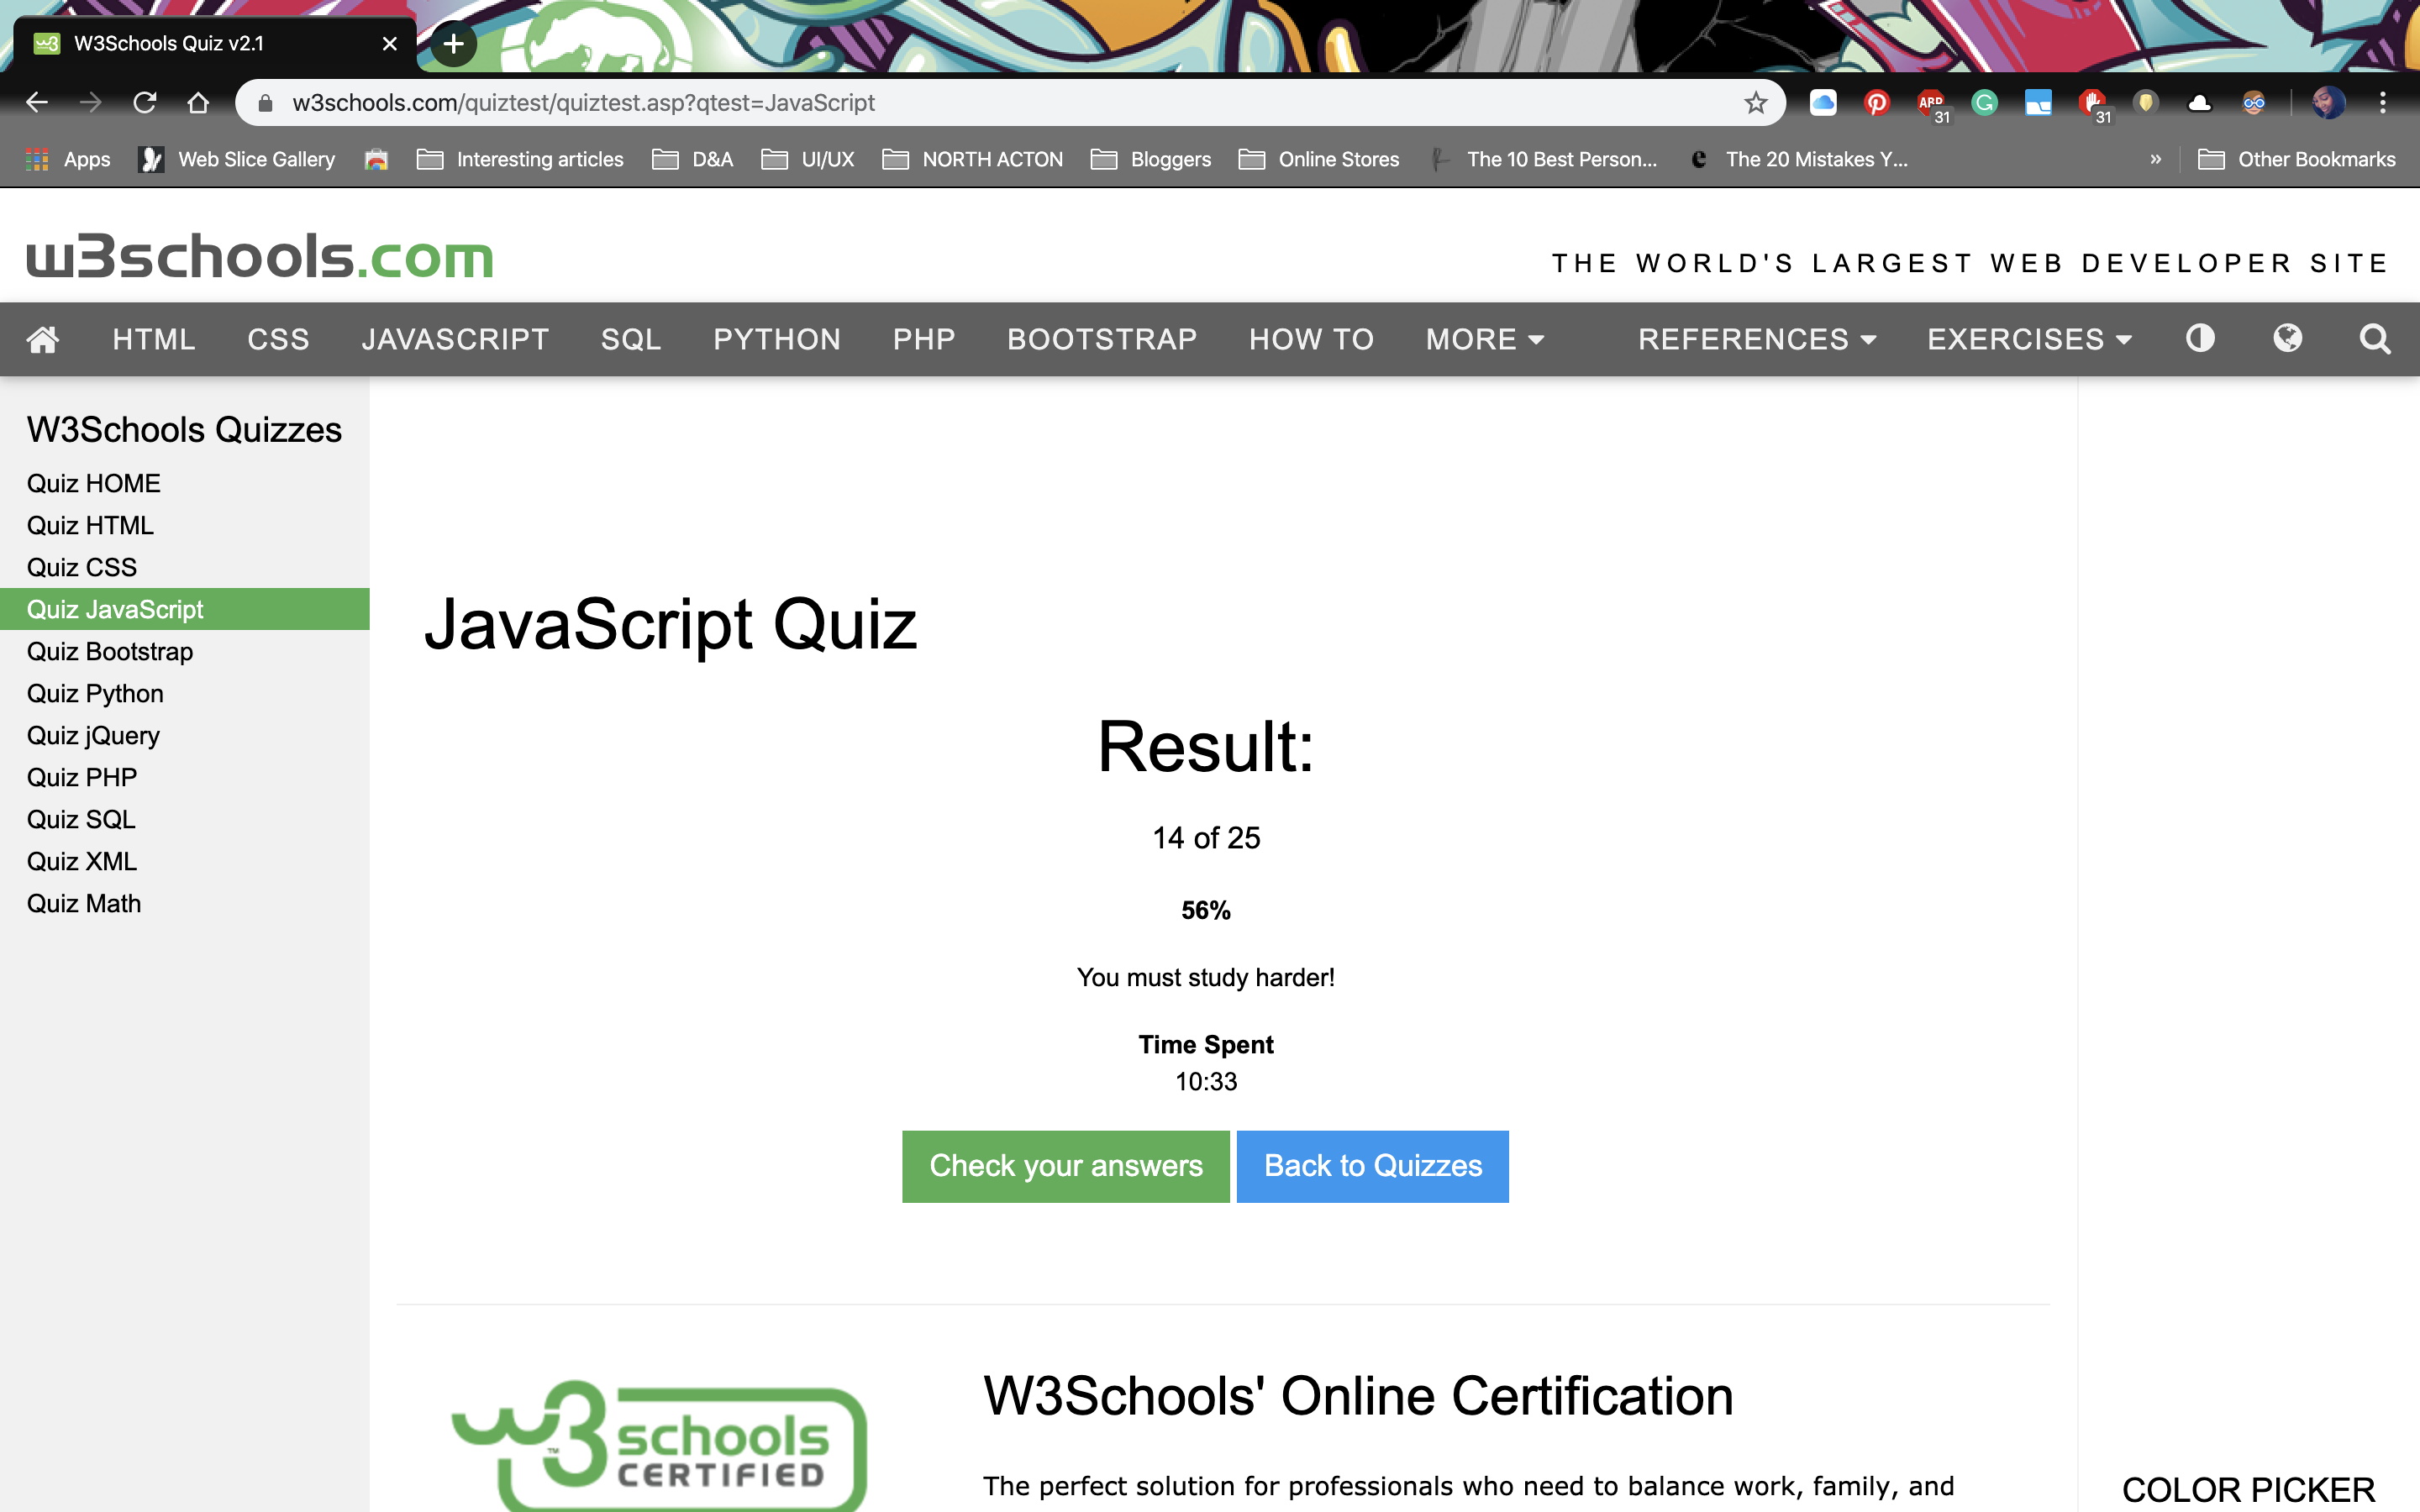 W3Schools Quiz v2.1
w3schools.com/quiztest/quiztest.asp?qtest=JavaScript
ABP 31 31
Apps Web Slice Gallery Interesting articles D&A UI/UX NORTH ACTON Bloggers Online Stores The 10 Best Person... The 20 Mistakes Y... » Other Bookmarks
w3schools.com
THE WORLD'S LARGEST WEB DEVELOPER SITE
HTML CSS JAVASCRIPT SQL PYTHON PHP BOOTSTRAP HOW TO MORE REFERENCES EXERCISES
W3Schools Quizzes
Quiz HOME
Quiz HTML
Quiz CSS
Quiz JavaScript
Quiz Bootstrap
Quiz Python
Quiz jQuery
Quiz PHP
Quiz SQL
Quiz XML
Quiz Math
JavaScript Quiz
Result:
14 of 25
56%
You must study harder!
Time Spent
10:33
Check your answers Back to Quizzes
w3schools
TM
CERTIFIED
W3Schools' Online Certification
The perfect solution for professionals who need to balance work, family, and
COLOR PICKER